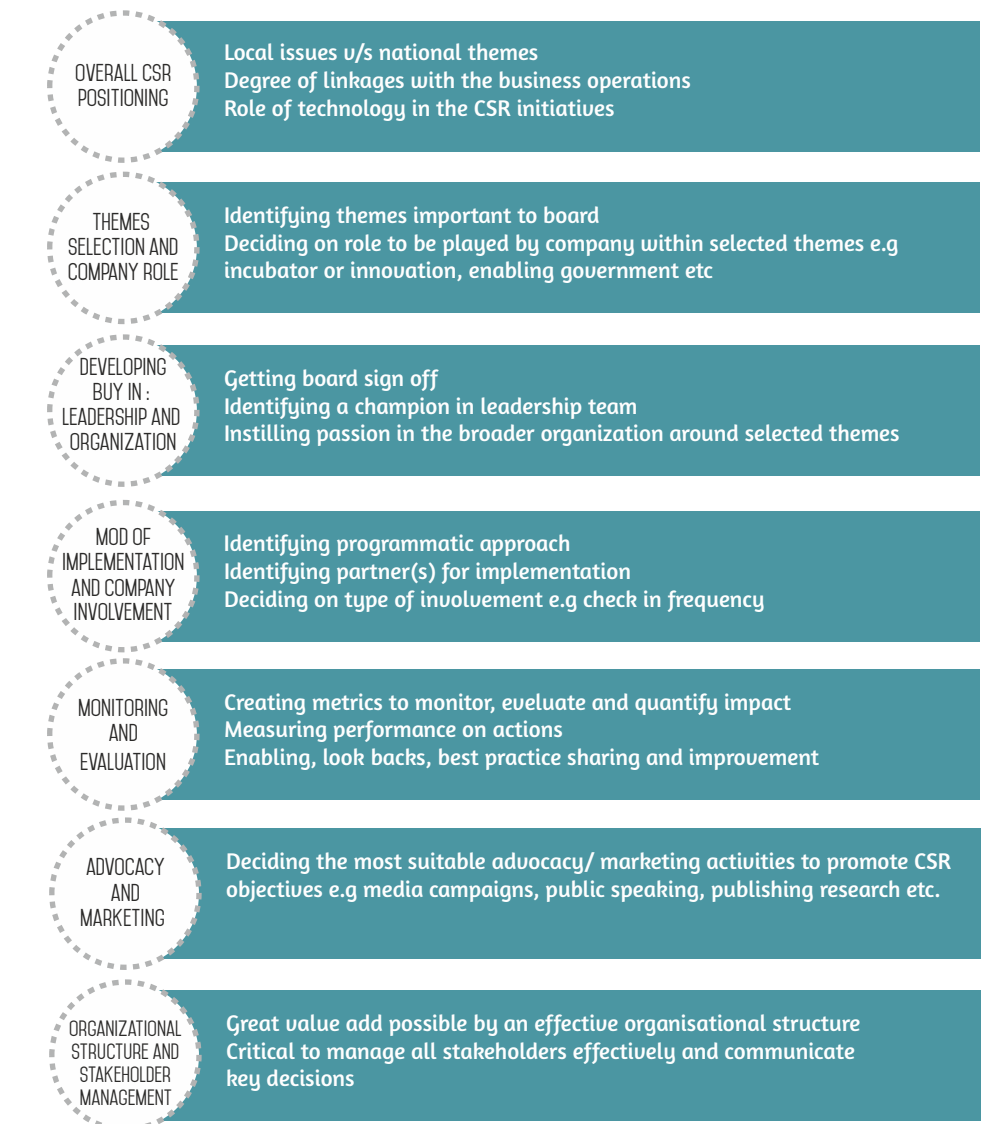 OVERALL CSR
POSITIONING
Local issues v/s national themes
Degree of linkages with the business operations
Role of technology in the CSR initiatives
THEMES
SELECTION AND
COMPANY ROLE
Identifying themes important to board
Deciding on role to be played by company within selected themes e.g
incubator or innovation, enabling government etc
DEVELOPING
BUY IN :
LEADERSHIP AND
ORGANIZATION
Getting board sign off
Identifying a champion in leadership team
Instilling passion in the broader organization around selected themes
MOD OF
IMPLEMENTATION
AND COMPANY
INVOLVEMENT
Identifying programmatic approach
Identifying partner(s) for implementation
Deciding on type of involvement e.g check in frequency
MONITORING
AND
EVALUATION
Creating metrics to monitor, eveluate and quantify impact
Measuring performance on actions
Enabling, look backs, best practice sharing and improvement
ADVOCACY
AND
MARKETING
Deciding the most suitable advocacy/ marketing activities to promote CSR
objectives e.g media campaigns, public speaking, publishing research etc.
ORGANIZATIONAL
STRUCTURE AND
STAKEHOLDER
MANAGEMENT
Great value add possible by an effective organisational structure
Critical to manage all stakeholders effectively and communicate
key decisions